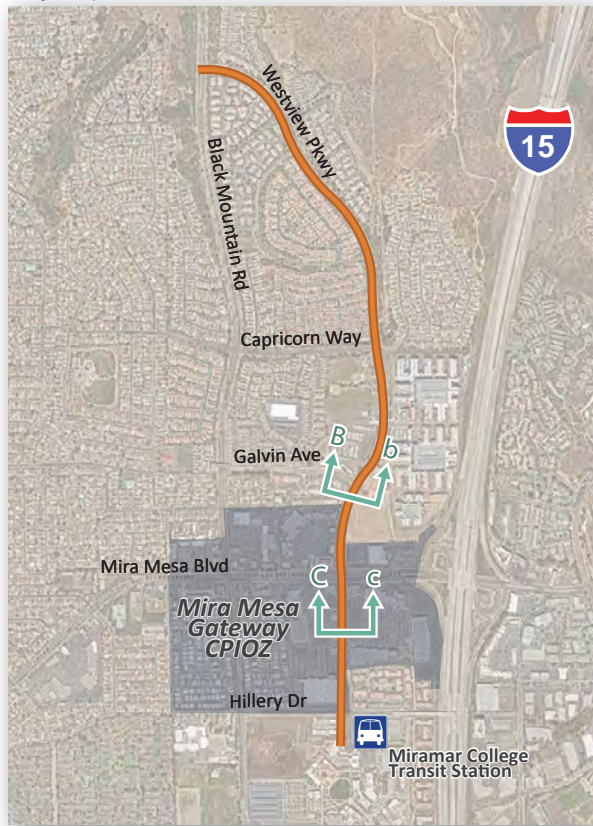 Westview Pkwy
15
Black Mountain Rd
Capricorn Way
B
b
Galvin Ave
Mira Mesa Blvd
C
c
Mira Mesa
Gateway
CPIOZ
Hillery Dr
Miramar College
Transit Station